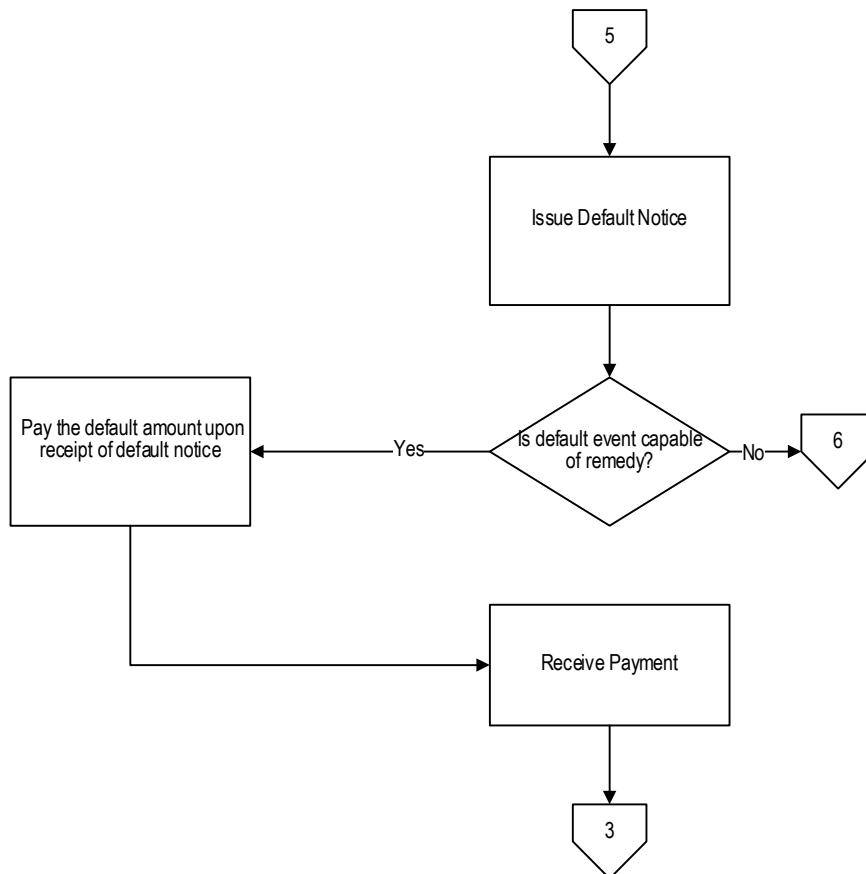 5
Issue Default Notice
Is default event capable
of remedy?
Yes
No
6
Pay the default amount upon
receipt of default notice
Receive Payment
3